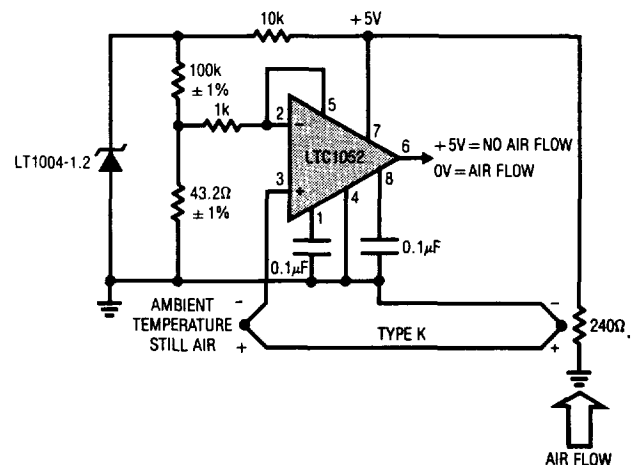 10k
+5V
100k
± 1%
1k
2
−
5
7
LT1004-1.2
LTC1052
6
+5V = NO AIR FLOW
0V = AIR FLOW
3
+
8
43.2Ω
± 1%
1
4
0.1µF
0.1µF
AMBIENT
TEMPERATURE
STILL AIR
−
+
TYPE K
−
+
240Ω
AIR FLOW